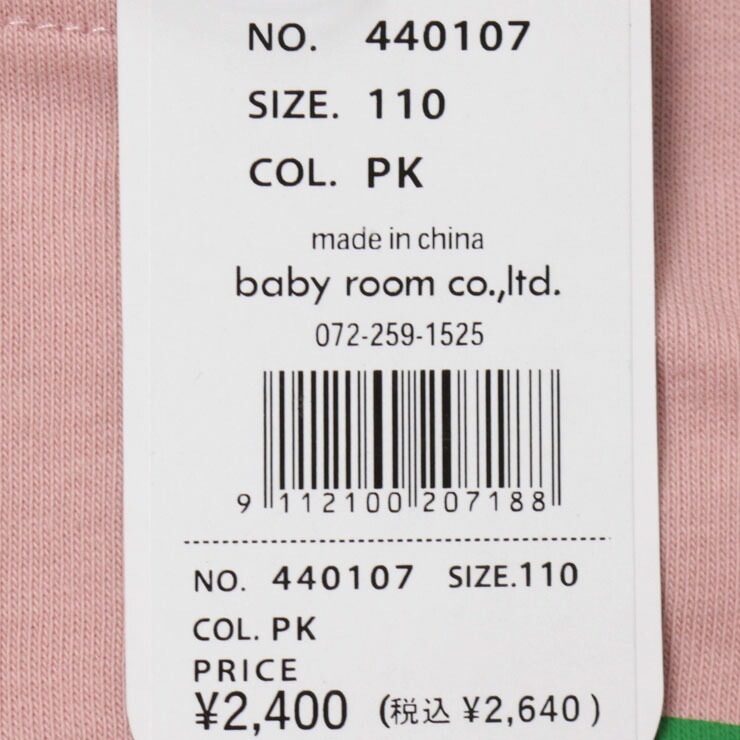 NO. 440107
SIZE. 110
COL. PK
made in china
baby room co.,ltd.
072-259-1525
9 112100 207188
NO. 440107 SIZE.110
COL. PK
PRICE
¥2,400 (税込 ¥2,640)